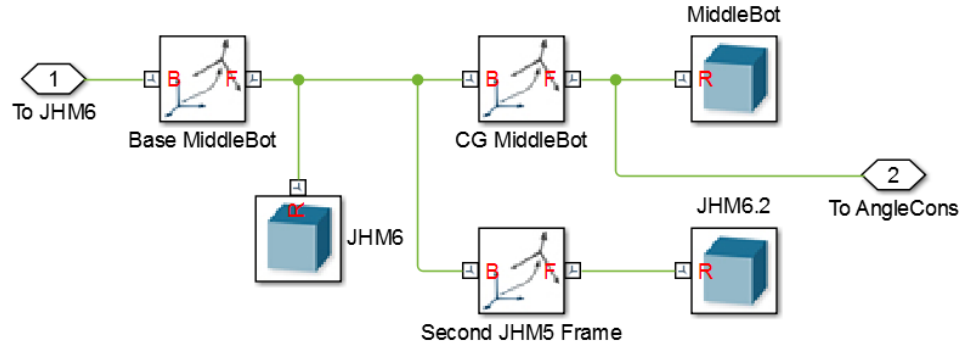 MiddleBot
1
B
F
B
F
R
To JHM6
Base MiddleBot
CG MiddleBot
2
R
JHM6
JHM6.2
To AngleCons
B
F
R
Second JHM5 Frame